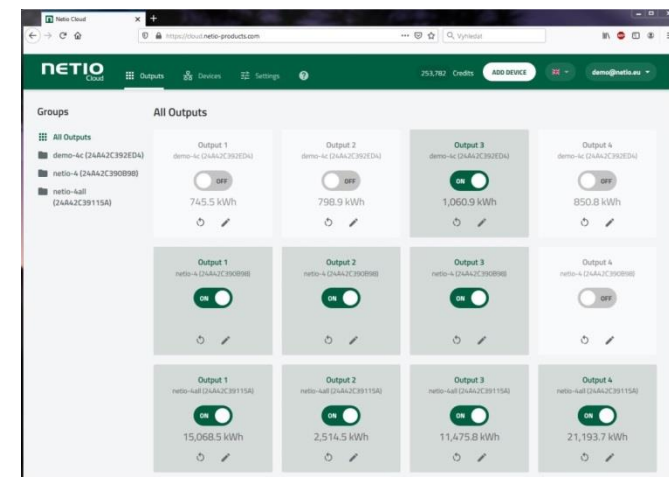 Netio Cloud
https://cloud.netio-products.com
Vyhledat
NETIO
Cloud
Outputs
Devices
Settings
253,782 Credits
ADD DEVICE
demo@netio.eu
Groups
All Outputs
demo-4c (24A42C392ED4)
netio-4 (24A42C390B98)
netio-4all
(24A42C39115A)
All Outputs
Output 1
demo-4c (24A42C392ED4)
OFF
745.5 kWh
Output 2
demo-4c (24A42C392ED4)
OFF
798.9 kWh
Output 3
demo-4c (24A42C392ED4)
ON
1,060.9 kWh
Output 4
demo-4c (24A42C392ED4)
OFF
850.8 kWh
Output 1
netio-4 (24A42C390B98)
ON
Output 2
netio-4 (24A42C390B98)
ON
Output 3
netio-4 (24A42C390B98)
ON
Output 4
netio-4 (24A42C390B98)
OFF
Output 1
netio-4all (24A42C39115A)
ON
15,068.5 kWh
Output 2
netio-4all (24A42C39115A)
ON
2,514.5 kWh
Output 3
netio-4all (24A42C39115A)
ON
11,475.8 kWh
Output 4
netio-4all (24A42C39115A)
ON
21,193.7 kWh